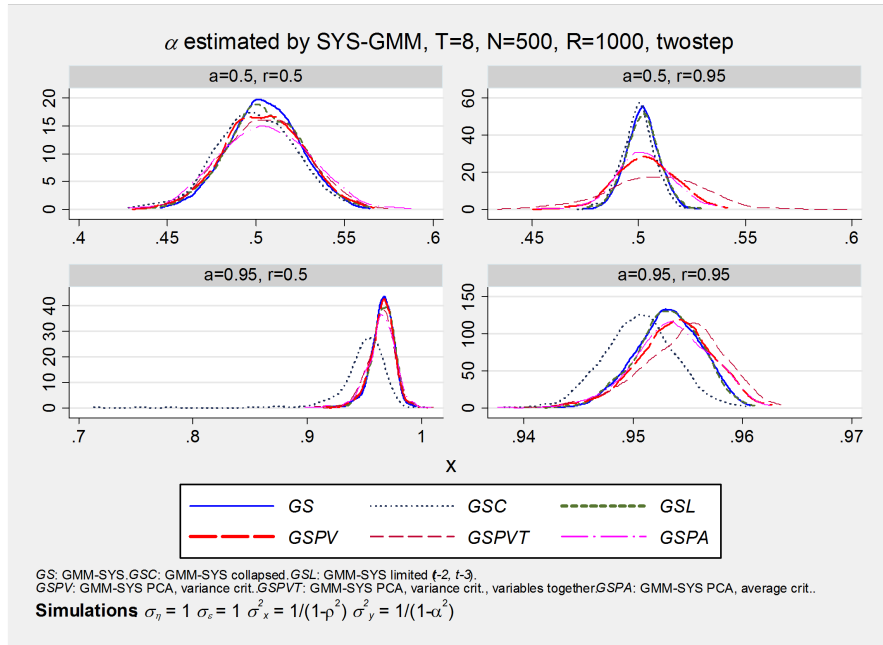 α estimated by SYS-GMM, T=8, N=500, R=1000, twostep
a=0.5, r=0.5
0 5 10 15 20
.4 .45 .5 .55 .6
a=0.5, r=0.95
0 20 40 60
.45 .5 .55 .6
a=0.95, r=0.5
0 10 20 30 40
.7 .8 .9 1
a=0.95, r=0.95
0 50 100 150
.94 .95 .96 .97
x
GS GSC GSL
GSPV GSPVT GSPA
GS: GMM-SYS.GSC: GMM-SYS collapsed.GSL: GMM-SYS limited (t-2, t-3).
GSPV: GMM-SYS PCA, variance crit..GSPVT: GMM-SYS PCA, variance crit., variables together.GSPA: GMM-SYS PCA, average crit..
Simulations σ_η = 1 σ_ε = 1 σ²_x = 1/(1-ρ²) σ²_y = 1/(1-α²)